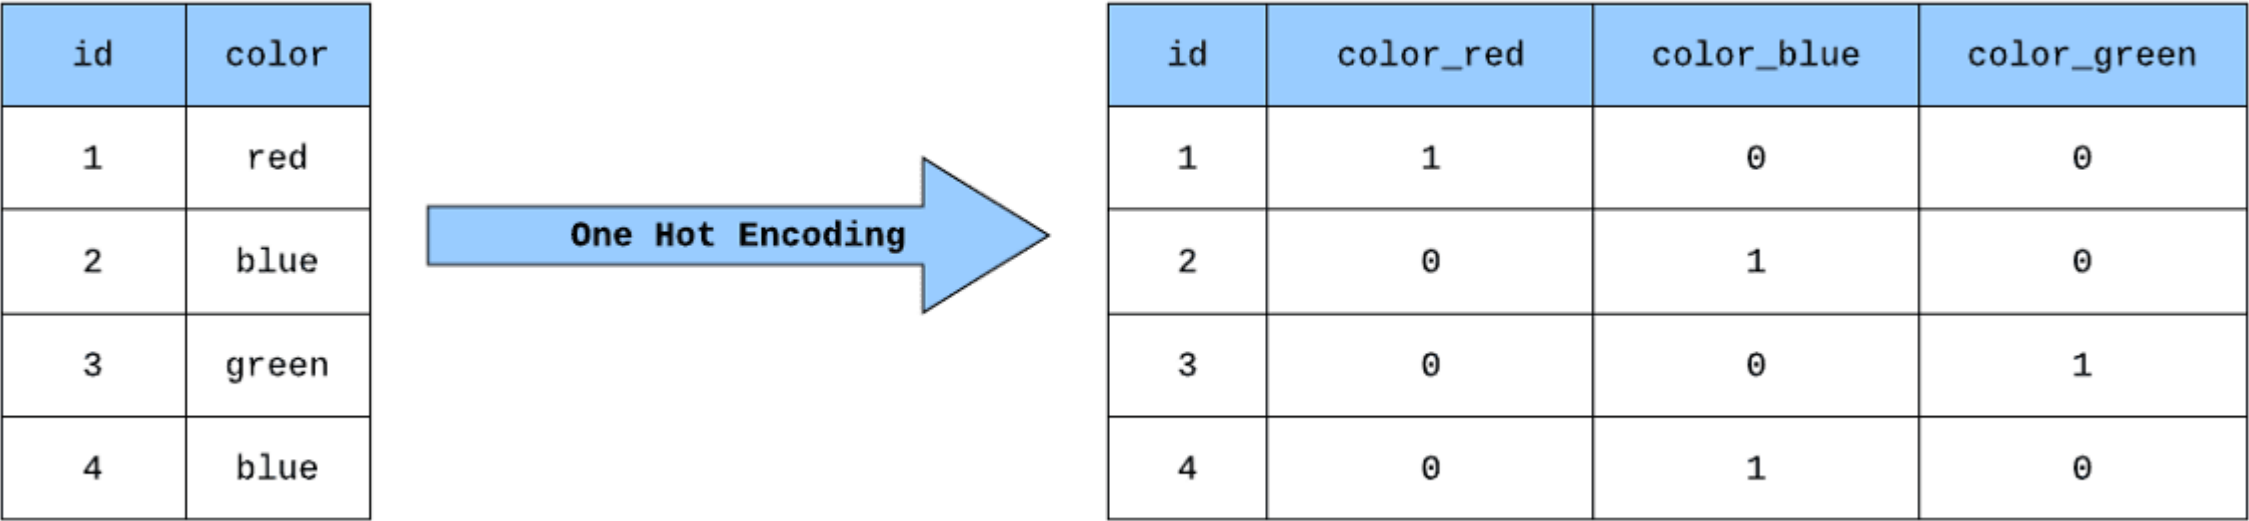 id color
1 red
2 blue
3 green
4 blue
One Hot Encoding
id color_red color_blue color_green
1 1 0 0
2 0 1 0
3 0 0 1
4 0 1 0